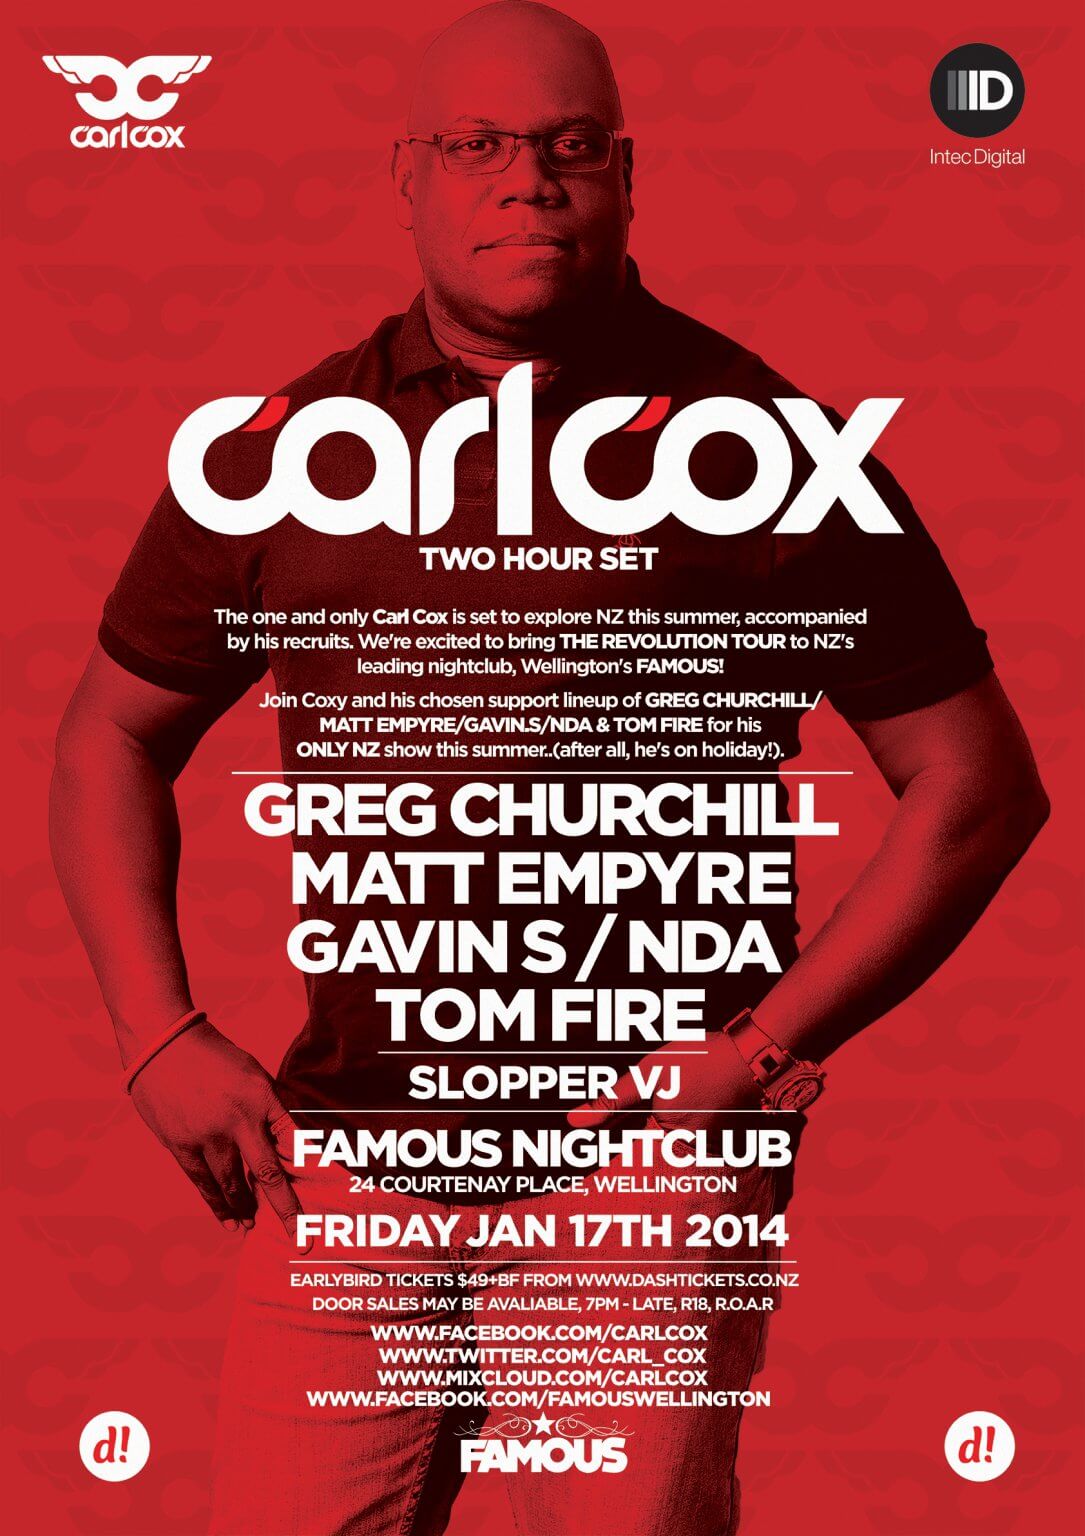 carl cox
D
Intec Digital
carl cox
TWO HOUR SET
The one and only Carl Cox is set to explore NZ this summer, accompanied
by his recruits. We're excited to bring THE REVOLUTION TOUR to NZ's
leading nightclub, Wellington's FAMOUS!
Join Coxy and his chosen support lineup of GREG CHURCHILL/
MATT EMPYRE/GAVIN.S/NDA & TOM FIRE for his
ONLY NZ show this summer..(after all, he's on holiday!).
GREG CHURCHILL
MATT EMPYRE
GAVIN S / NDA
TOM FIRE
SLOPPER VJ
FAMOUS NIGHTCLUB
24 COURTENAY PLACE, WELLINGTON
FRIDAY JAN 17TH 2014
EARLYBIRD TICKETS $49+BF FROM WWW.DASHTICKETS.CO.NZ
DOOR SALES MAY BE AVALIABLE, 7PM - LATE, R18, R.O.A.R
WWW.FACEBOOK.COM/CARLCOX
WWW.TWITTER.COM/CARL_COX
WWW.MIXCLOUD.COM/CARLCOX
WWW.FACEBOOK.COM/FAMOUSWELLINGTON
d!
FAMOUS
d!